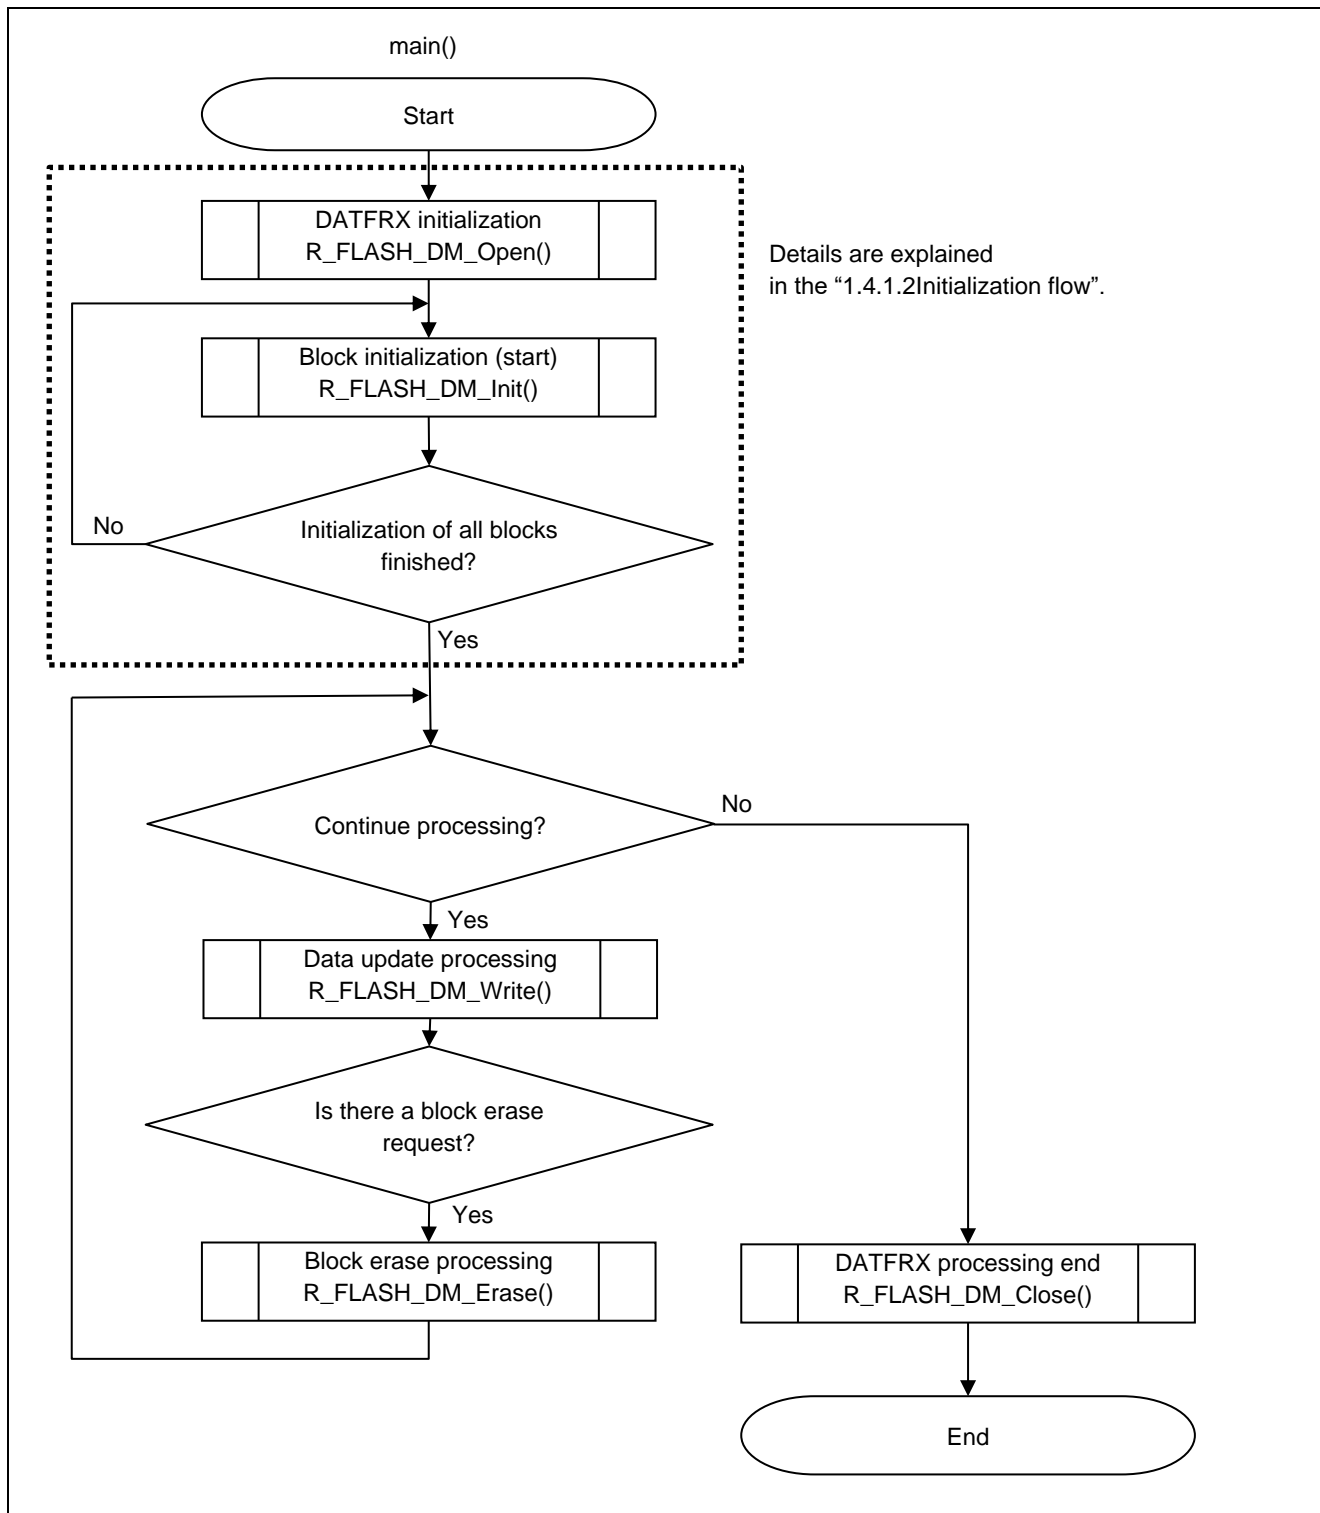 main()
Start
DATFRX initialization
R_FLASH_DM_Open()
Details are explained
in the “1.4.1.2Initialization flow”.
Block initialization (start)
R_FLASH_DM_Init()
No
Initialization of all blocks
finished?
Yes
No
Continue processing?
Yes
Data update processing
R_FLASH_DM_Write()
Is there a block erase
request?
Yes
Block erase processing
R_FLASH_DM_Erase()
DATFRX processing end
R_FLASH_DM_Close()
End